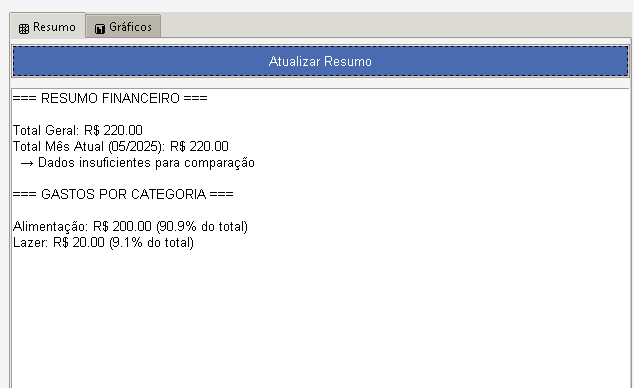 Resumo
Gráficos
Atualizar Resumo
=== RESUMO FINANCEIRO ===
Total Geral: R$ 220.00
Total Mês Atual (05/2025): R$ 220.00
→ Dados insuficientes para comparação
=== GASTOS POR CATEGORIA ===
Alimentação: R$ 200.00 (90.9% do total)
Lazer: R$ 20.00 (9.1% do total)